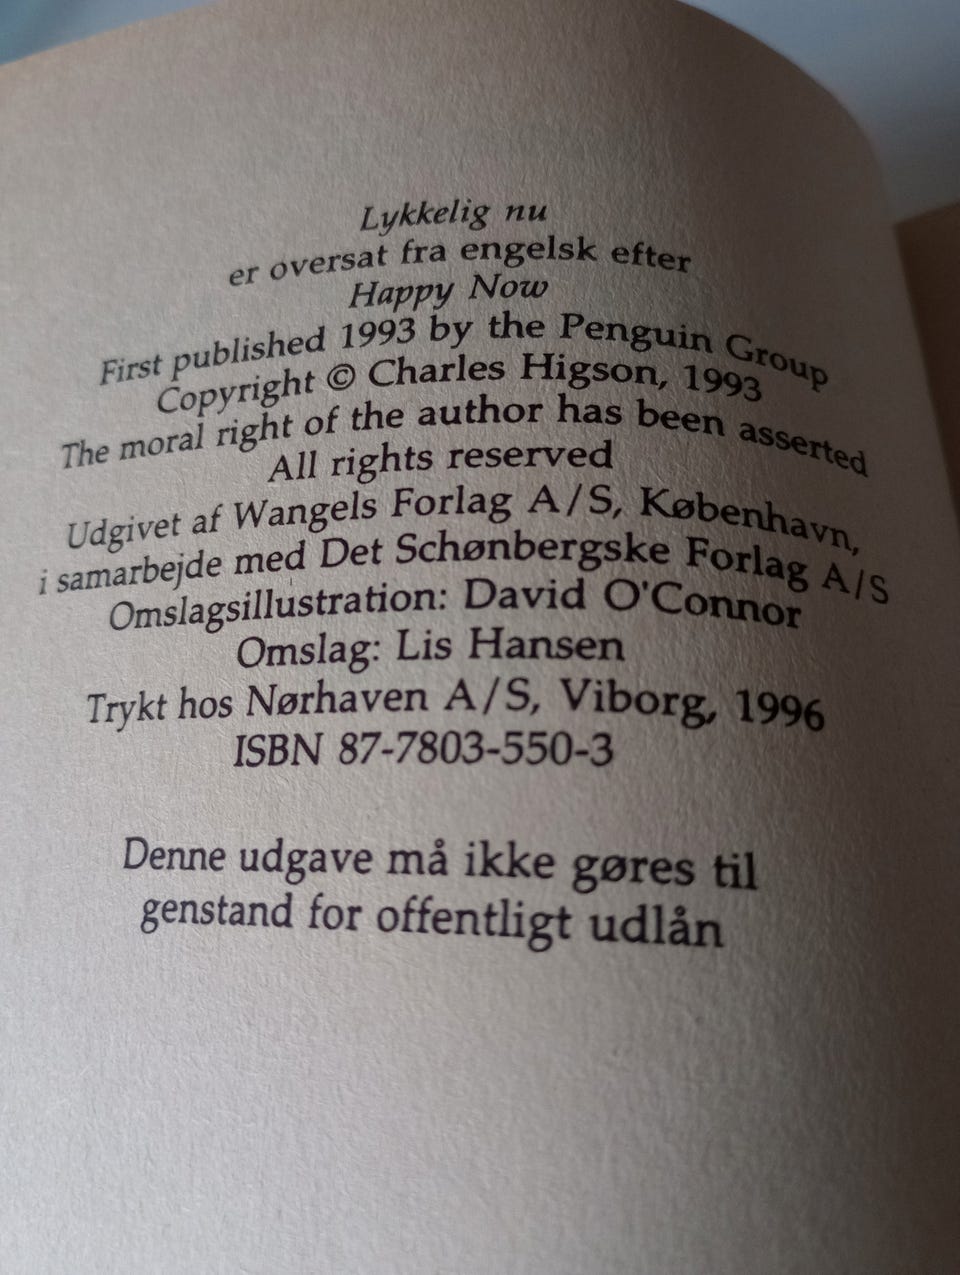 Lykkelig nu
er oversat fra engelsk efter
Happy Now
First published 1993 by the Penguin Group
Copyright © Charles Higson, 1993
The moral right of the author has been asserted
All rights reserved
Udgivet af Wangels Forlag A/S, København,
i samarbejde med Det Schønbergske Forlag A/S
Omslagsillustration: David O'Connor
Omslag: Lis Hansen
Trykt hos Nørhaven A/S, Viborg, 1996
ISBN 87-7803-550-3
Denne udgave må ikke gøres til
genstand for offentligt udlån